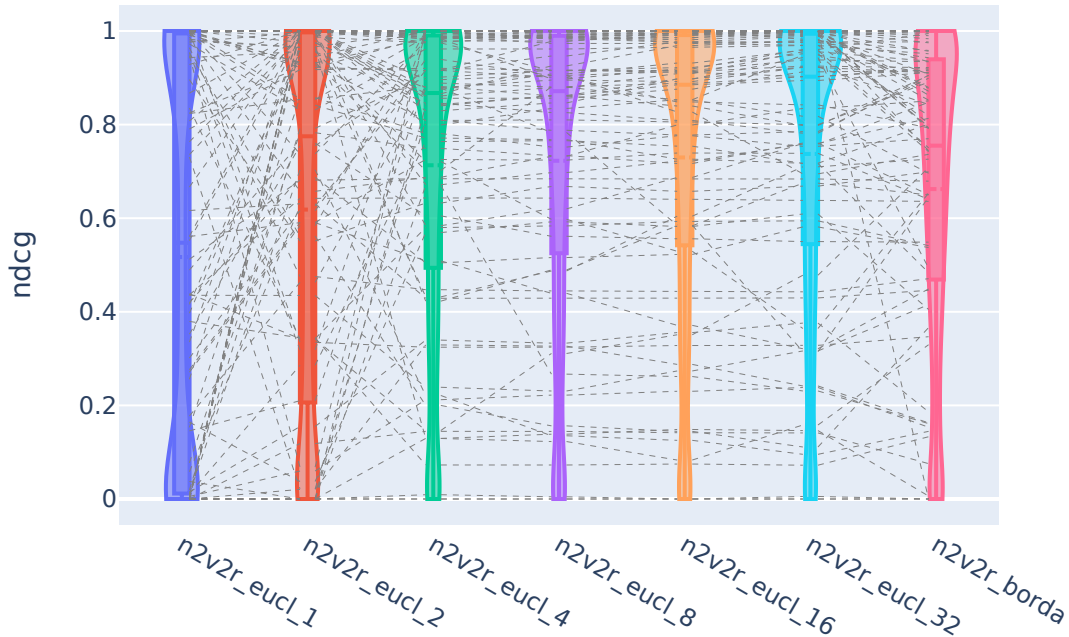 1
0.8
0.6
0.4
0.2
0
ndcg
n2v2r_eucl_1
n2v2r_eucl_2
n2v2r_eucl_4
n2v2r_eucl_8
n2v2r_eucl_16
n2v2r_eucl_32
n2v2r_borda